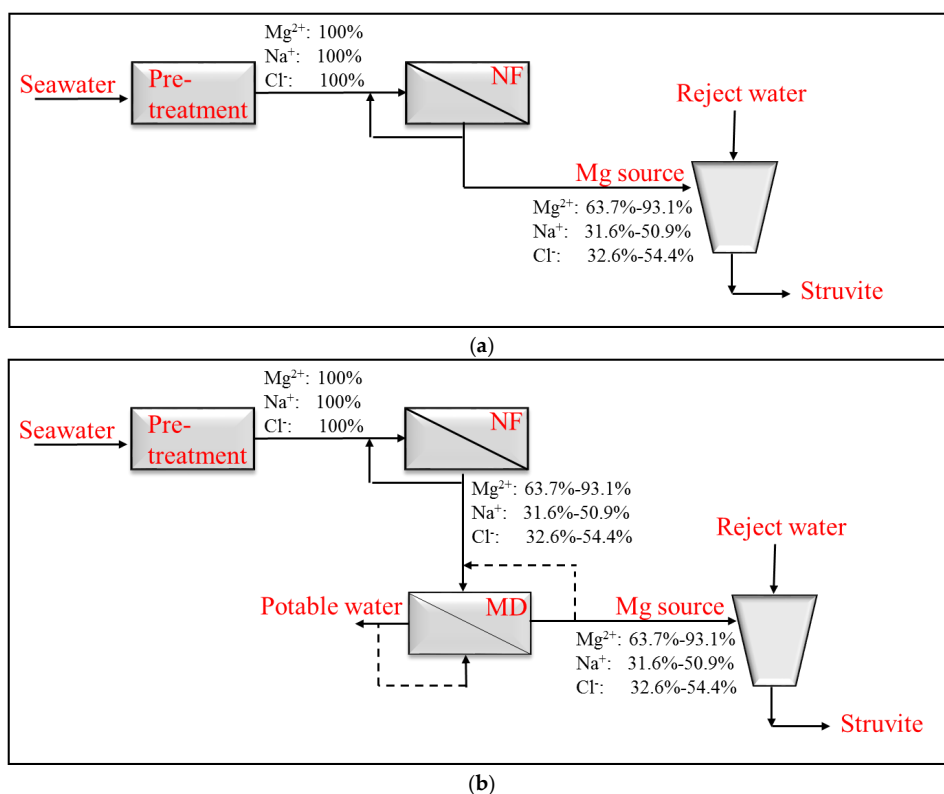 Mg²⁺: 100%
Na⁺: 100%
Cl⁻: 100%
Seawater
Pre-
treatment
NF
Reject water
Mg source
Mg²⁺: 63.7%-93.1%
Na⁺: 31.6%-50.9%
Cl⁻: 32.6%-54.4%
Struvite
(a)
Mg²⁺: 100%
Na⁺: 100%
Cl⁻: 100%
Seawater
Pre-
treatment
NF
Mg²⁺: 63.7%-93.1%
Na⁺: 31.6%-50.9%
Cl⁻: 32.6%-54.4%
Reject water
Potable water
MD
Mg source
Mg²⁺: 63.7%-93.1%
Na⁺: 31.6%-50.9%
Cl⁻: 32.6%-54.4%
Struvite
(b)